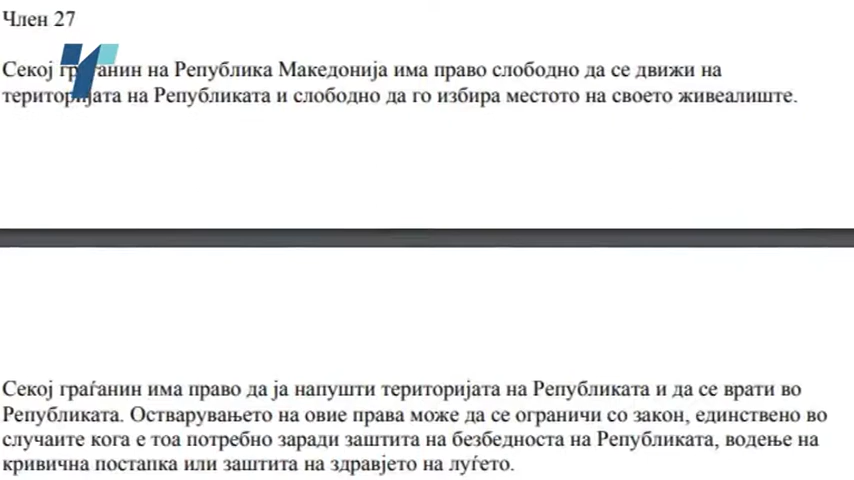 Член 27
Секој граѓанин на Република Македонија има право слободно да се движи на
територијата на Републиката и слободно да го избира местото на своето живеалиште.
Секој граѓанин има право да ја напушти територијата на Републиката и да се врати во
Републиката. Остварувањето на овие права може да се ограничи со закон, единствено во
случаите кога е тоа потребно заради заштита на безбедноста на Републиката, водење на
кривична постапка или заштита на здравјето на луѓето.